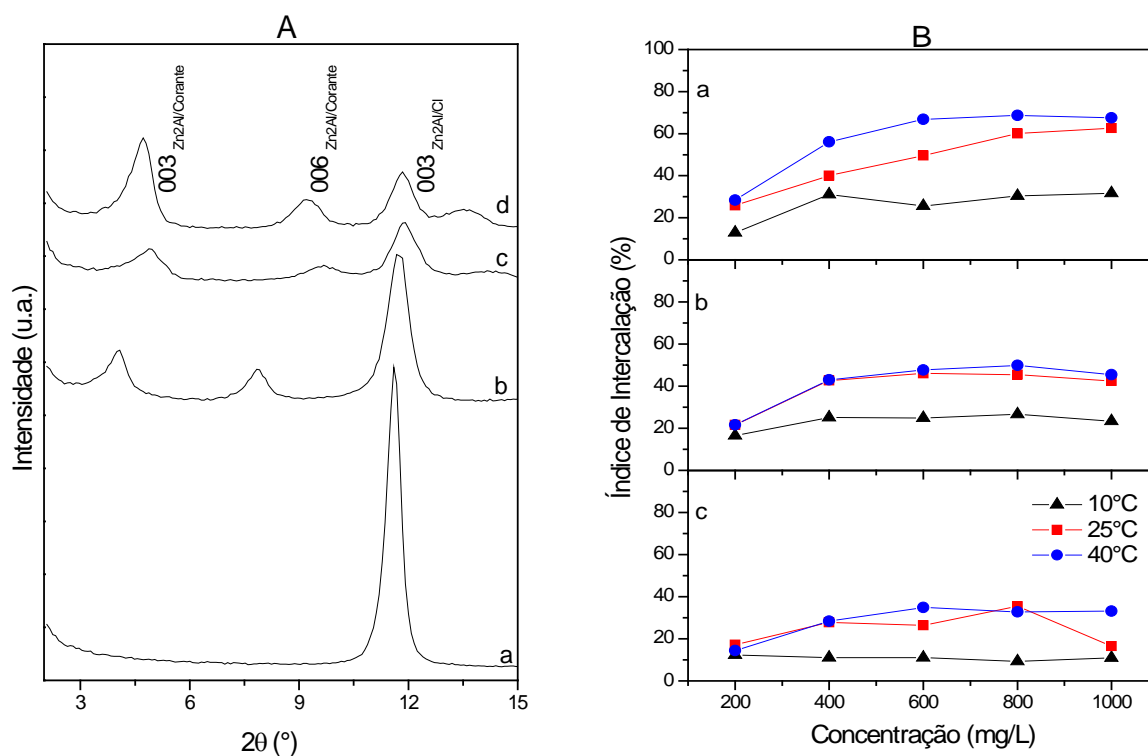 A
003 Zn2Al/Corante
006 Zn2Al/Corante
003 Zn2Al/Cl
d
c
b
a
Intensidade (u.a.)
3 6 9 12 15
2θ (°)
B
a
100
80
60
40
20
0
b
80
60
40
20
0
c
80
60
40
20
0
10°C
25°C
40°C
Índice de Intercalação (%)
200 400 600 800 1000
Concentração (mg/L)